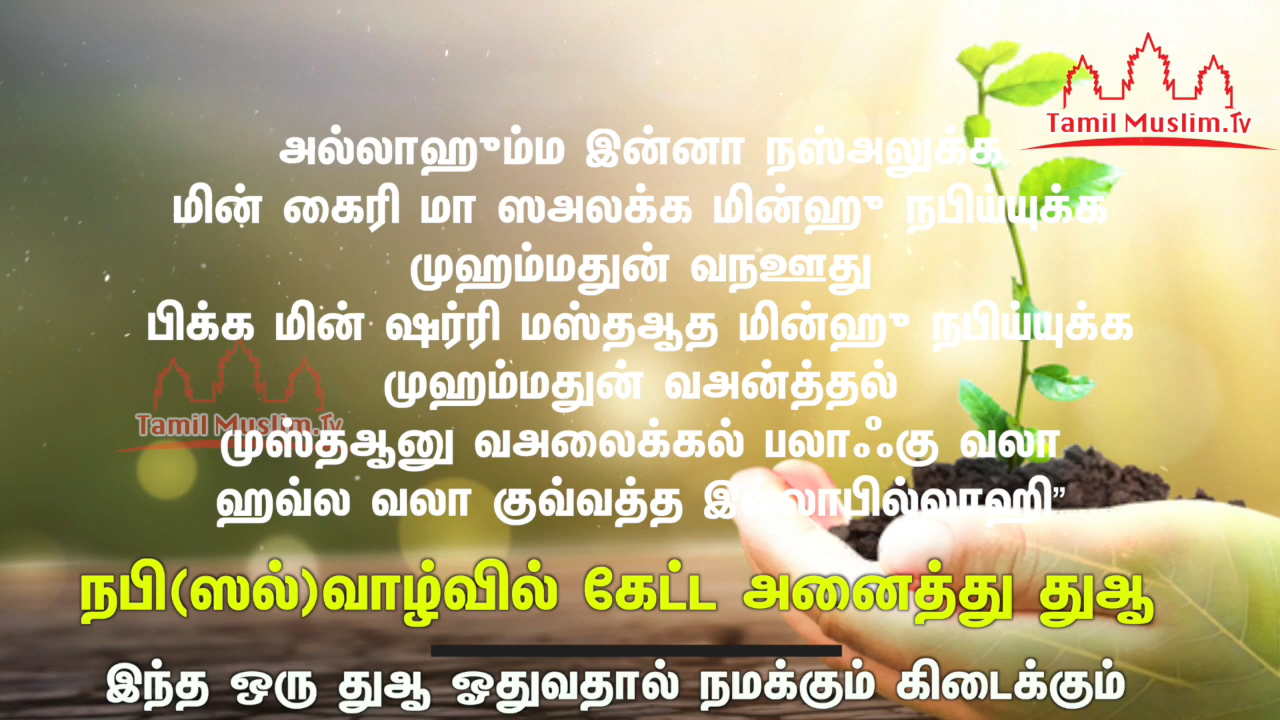 Tamil Muslim.Tv
அல்லாஹும்ம இன்னா நஸ்அலுக்க
மின் கைரி மா ஸஅலக்க மின்ஹு நபிய்யுக்க
முஹம்மதுன் வநஊது
பிக்க மின் ஷர்ரி மஸ்தஆத மின்ஹு நபிய்யுக்க
முஹம்மதுன் வஅன்த்தல்
Tamil Muslim.Tv
முஸ்தஆனு வஅலைக்கல் பலாஃகு வலா
ஹவ்ல வலா குவ்வத்த இல்லாபில்லாஹி”
நபி(ஸல்)வாழ்வில் கேட்ட அனைத்து துஆ
இந்த ஒரு துஆ ஓதுவதால் நமக்கும் கிடைக்கும்